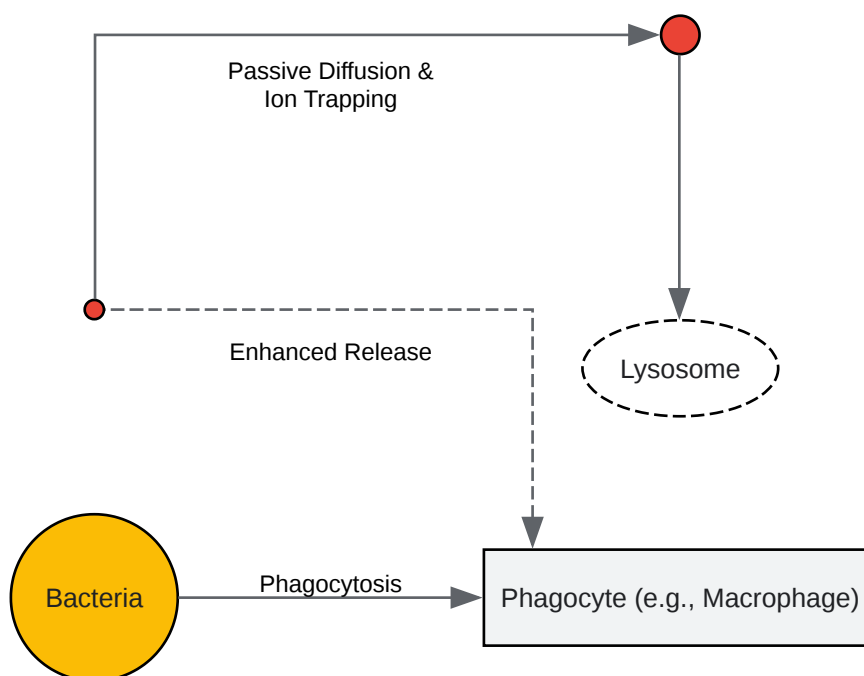 Passive Diffusion &
Ion Trapping
Enhanced Release
Lysosome
Bacteria
Phagocytosis
Phagocyte (e.g., Macrophage)